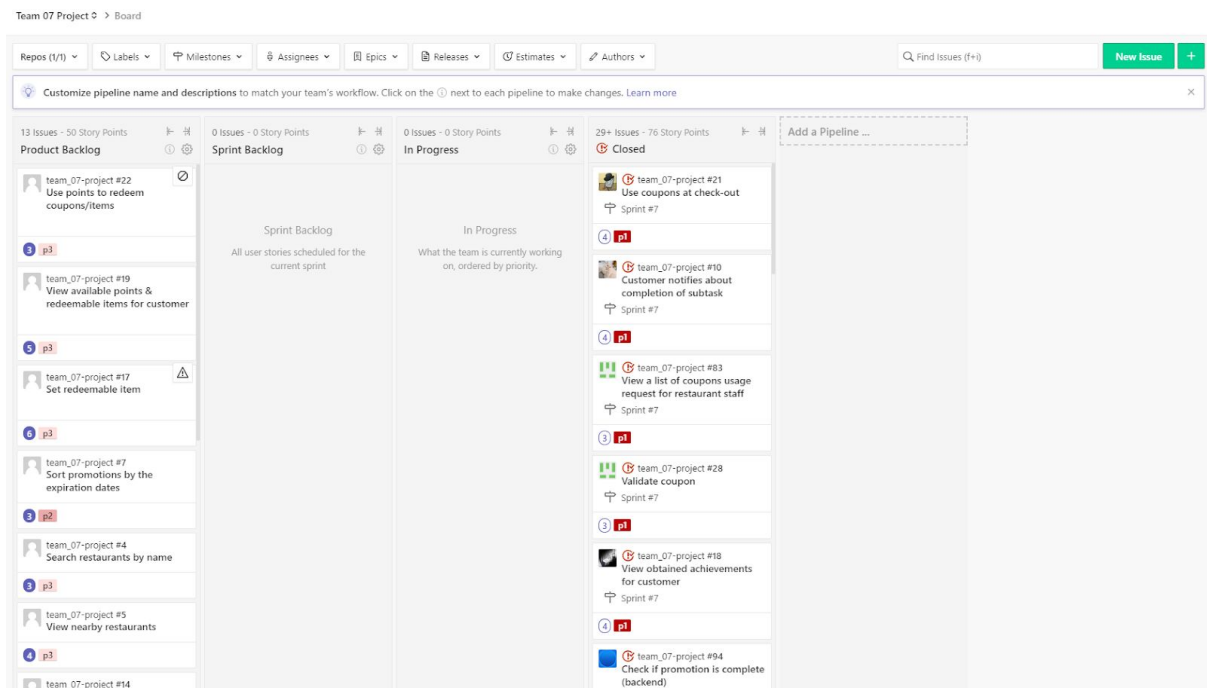 Team 07 Project > Board
Repos (1/1)
Labels
Milestones
Assignees
Epics
Releases
Estimates
Authors
Find Issues (f+i)
New Issue
+
Customize pipeline name and descriptions to match your team's workflow. Click on the ⓘ next to each pipeline to make changes. Learn more
13 Issues - 50 Story Points
Product Backlog
team_07-project #22
Use points to redeem
coupons/items
3 p3
team_07-project #19
View available points &
redeemable items for customer
5 p3
team_07-project #17
Set redeemable item
6 p3
team_07-project #7
Sort promotions by the
expiration dates
3 p2
team_07-project #4
Search restaurants by name
3 p3
team_07-project #5
View nearby restaurants
4 p3
team_07-project #14
0 Issues - 0 Story Points
Sprint Backlog
Sprint Backlog
All user stories scheduled for the
current sprint
0 Issues - 0 Story Points
In Progress
In Progress
What the team is currently working
on, ordered by priority.
29+ Issues - 76 Story Points
Closed
team_07-project #21
Use coupons at check-out
Sprint #7
4 p1
team_07-project #10
Customer notifies about
completion of subtask
Sprint #7
4 p1
team_07-project #83
View a list of coupons usage
request for restaurant staff
Sprint #7
3 p1
team_07-project #28
Validate coupon
Sprint #7
3 p1
team_07-project #18
View obtained achievements
for customer
Sprint #7
4 p1
team_07-project #94
Check if promotion is complete
(backend)
Add a Pipeline ...